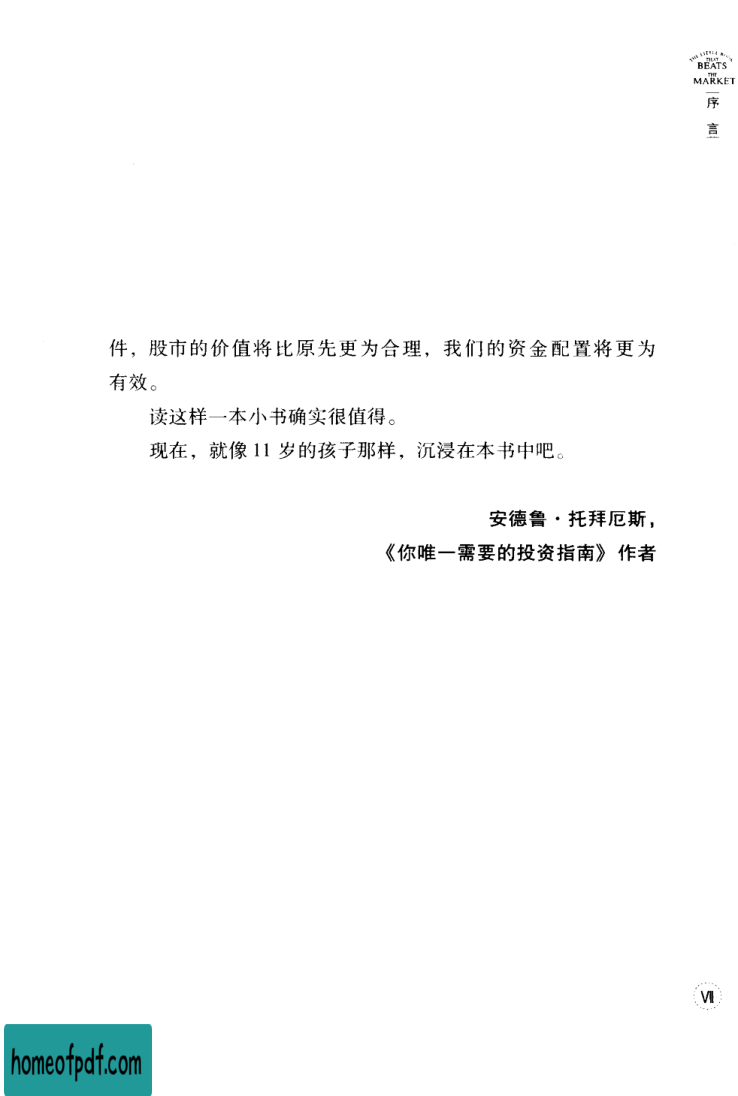 THE LITTLE BOOK
THAT
BEATS
THE
MARKET
序
言
件，股市的价值将比原先更为合理，我们的资金配置将更为
有效。
读这样一本小书确实很值得。
现在，就像 11 岁的孩子那样，沉浸在本书中吧。
安德鲁·托拜厄斯，
《你唯一需要的投资指南》作者
Ⅶ
homeofpdf.com